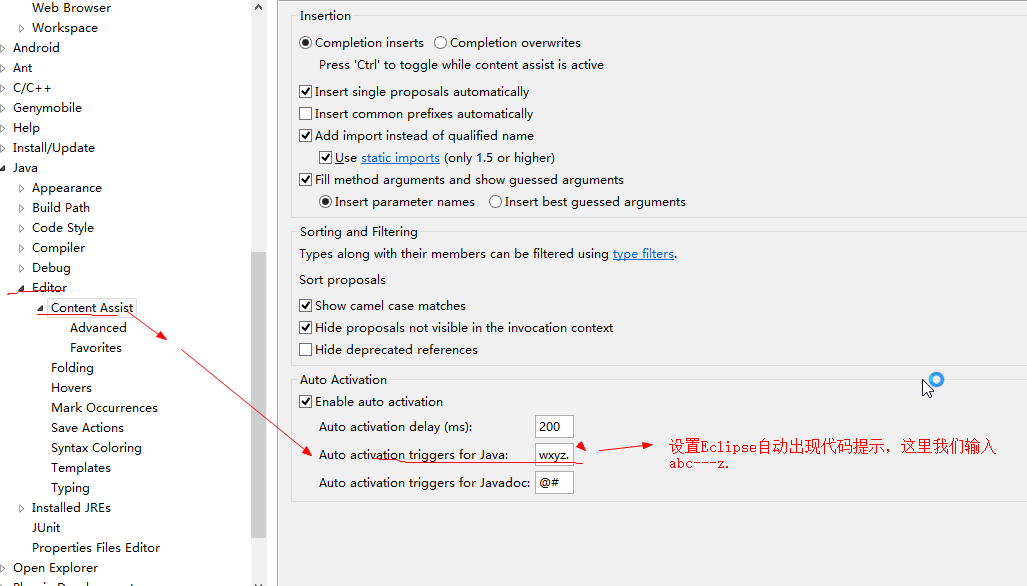 Web Browser
Workspace
Android
Ant
C/C++
Genymobile
Help
Install/Update
Java
Appearance
Build Path
Code Style
Compiler
Debug
Editor
Content Assist
Advanced
Favorites
Folding
Hovers
Mark Occurrences
Save Actions
Syntax Coloring
Templates
Typing
Installed JREs
JUnit
Properties Files Editor
Open Explorer
Insertion
Completion inserts Completion overwrites
Press 'Ctrl' to toggle while content assist is active
Insert single proposals automatically
Insert common prefixes automatically
Add import instead of qualified name
Use static imports (only 1.5 or higher)
Fill method arguments and show guessed arguments
Insert parameter names Insert best guessed arguments
Sorting and Filtering
Types along with their members can be filtered using type filters.
Sort proposals
Show camel case matches
Hide proposals not visible in the invocation context
Hide deprecated references
Auto Activation
Enable auto activation
Auto activation delay (ms): 200
Auto activation triggers for Java: wxyz.
Auto activation triggers for Javadoc: @#
设置Eclipse自动出现代码提示，这里我们输入
abc---z.